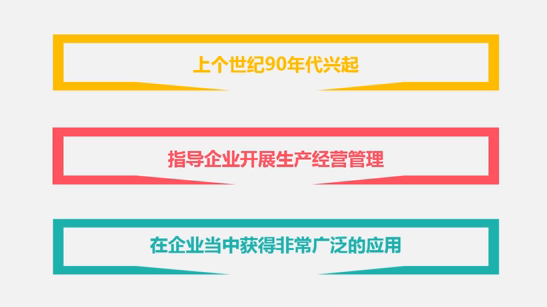 上个世纪90年代兴起
指导企业开展生产经营管理
在企业当中获得非常广泛的应用